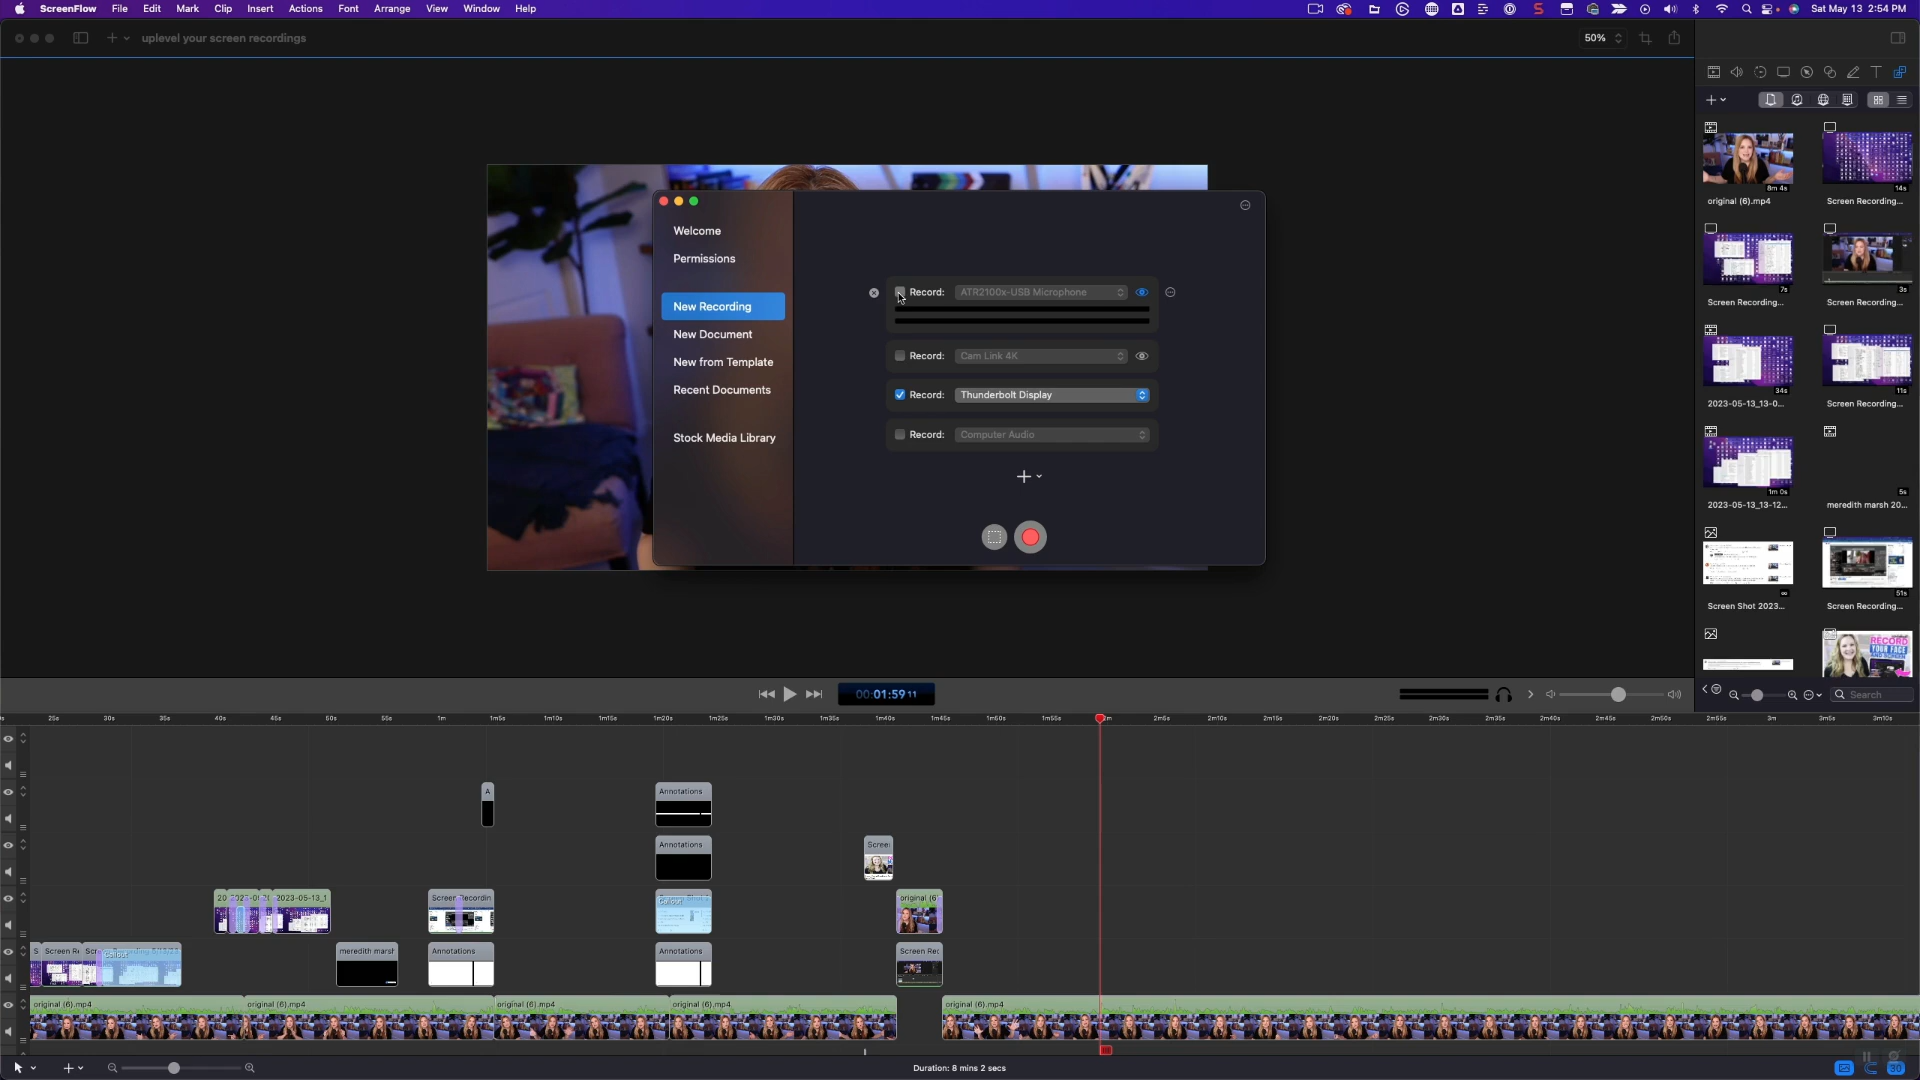 ScreenFlow File Edit Mark Clip Insert Actions Font Arrange View Window Help Sat May 13 2:54 PM
uplevel your screen recordings 50%
Welcome
Permissions
New Recording
New Document
New from Template
Recent Documents
Stock Media Library
Record: ATR2100x-USB Microphone
Record: Cam Link 4K
Record: Thunderbolt Display
Record: Computer Audio
8m 4s 14s
original (6).mp4 Screen Recording...
7s 3s
Screen Recording... Screen Recording...
34s 11s
2023-05-13_13-0... Screen Recording...
1m 0s 5s
2023-05-13_13-12... meredith marsh 20...
51s
Screen Shot 2023... Screen Recording...
RECORD
YOUR FACE
00:01:59 11 Search
25s 30s 35s 40s 45s 50s 55s 1m 1m5s 1m10s 1m15s 1m20s 1m25s 1m30s 1m35s 1m40s 1m45s 1m50s 1m55s 2m5s 2m10s 2m15s 2m20s 2m25s 2m30s 2m35s 2m40s 2m45s 2m50s 2m55s 3m 3m5s 3m10s
A Annotations
Annotations Scree
2023-05-13_1 Screen Recordin Callout original (6)
S Screen Re Scr Callout meredith marsh Annotations Annotations Screen Rec
original (6).mp4 original (6).mp4 original (6).mp4 original (6).mp4 original (6).mp4
Duration: 8 mins 2 secs 30